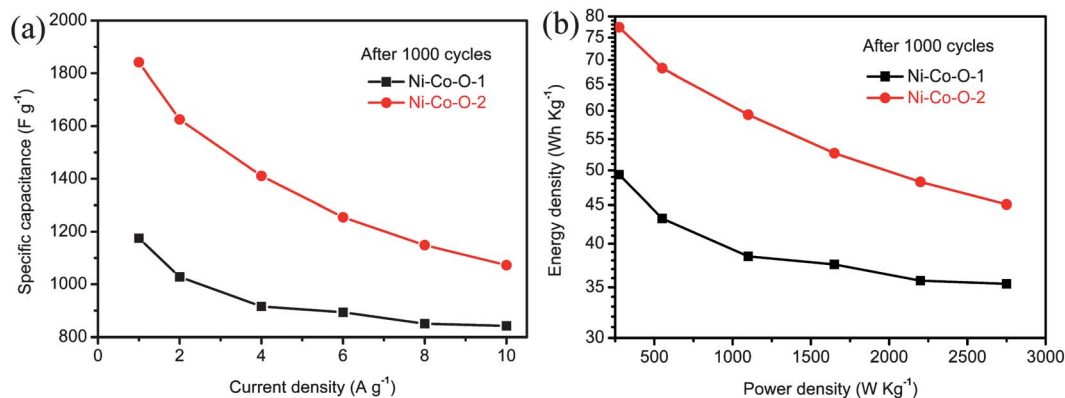 (a)
2000
1800
1600
1400
1200
1000
800
Specific capacitance (F g⁻¹)
After 1000 cycles
Ni-Co-O-1
Ni-Co-O-2
0 2 4 6 8 10
Current density (A g⁻¹)
(b)
80
75
70
65
60
55
50
45
40
35
30
Energy density (Wh Kg⁻¹)
After 1000 cycles
Ni-Co-O-1
Ni-Co-O-2
500 1000 1500 2000 2500 3000
Power density (W Kg⁻¹)